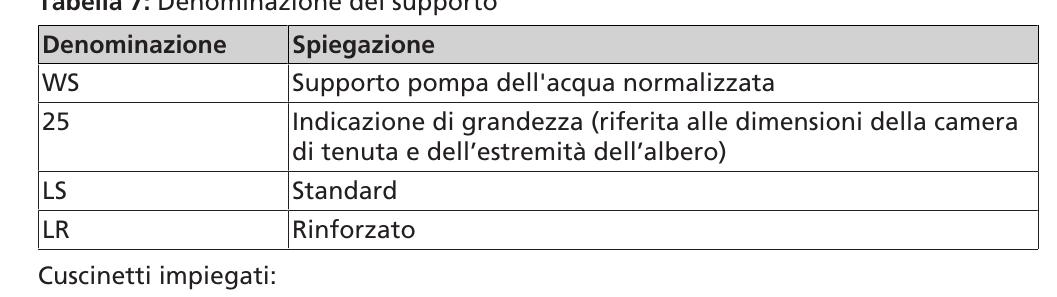 Tabella 7: Denominazione del supporto
Denominazione Spiegazione
WS Supporto pompa dell'acqua normalizzata
25 Indicazione di grandezza (riferita alle dimensioni della camera
di tenuta e dell’estremità dell’albero)
LS Standard
LR Rinforzato
Cuscinetti impiegati: